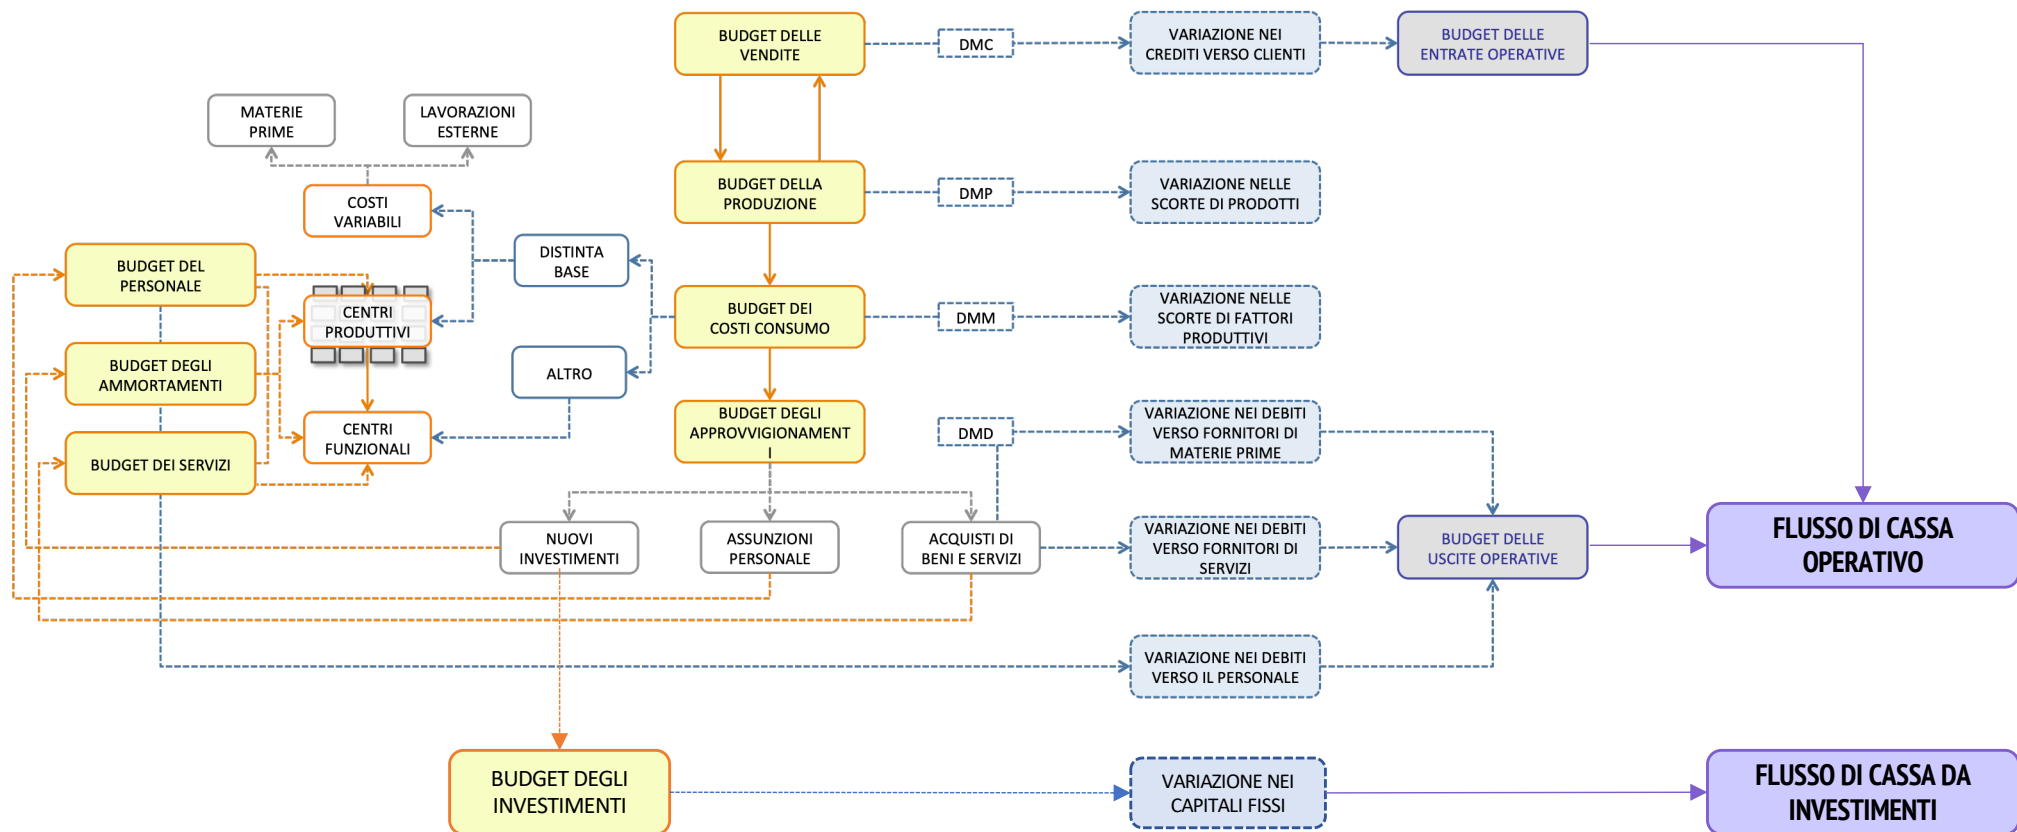 BUDGET DELLE
VENDITE
DMC
VARIAZIONE NEI
CREDITI VERSO CLIENTI
BUDGET DELLE
ENTRATE OPERATIVE
MATERIE
PRIME
LAVORAZIONI
ESTERNE
COSTI
VARIABILI
BUDGET DELLA
PRODUZIONE
DMP
VARIAZIONE NELLE
SCORTE DI PRODOTTI
BUDGET DEL
PERSONALE
DISTINTA
BASE
CENTRI
PRODUTTIVI
BUDGET DEI
COSTI CONSUMO
DMM
VARIAZIONE NELLE
SCORTE DI FATTORI
PRODUTTIVI
BUDGET DEGLI
AMMORTAMENTI
ALTRO
BUDGET DEI SERVIZI
CENTRI
FUNZIONALI
BUDGET DEGLI
APPROVVIGIONAMENT
I
DMD
VARIAZIONE NEI DEBITI
VERSO FORNITORI DI
MATERIE PRIME
NUOVI
INVESTIMENTI
ASSUNZIONI
PERSONALE
ACQUISTI DI
BENI E SERVIZI
VARIAZIONE NEI DEBITI
VERSO FORNITORI DI
SERVIZI
BUDGET DELLE
USCITE OPERATIVE
FLUSSO DI CASSA
OPERATIVO
VARIAZIONE NEI DEBITI
VERSO IL PERSONALE
BUDGET DEGLI
INVESTIMENTI
VARIAZIONE NEI
CAPITALI FISSI
FLUSSO DI CASSA DA
INVESTIMENTI